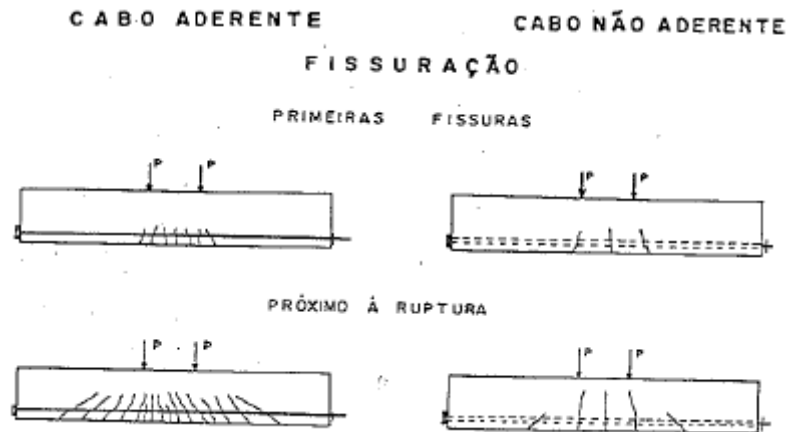 CABO ADERENTE
CABO NÃO ADERENTE
FISSURAÇÃO
PRIMEIRAS FISSURAS
P P
P P
PRÓXIMO À RUPTURA
P P
P P